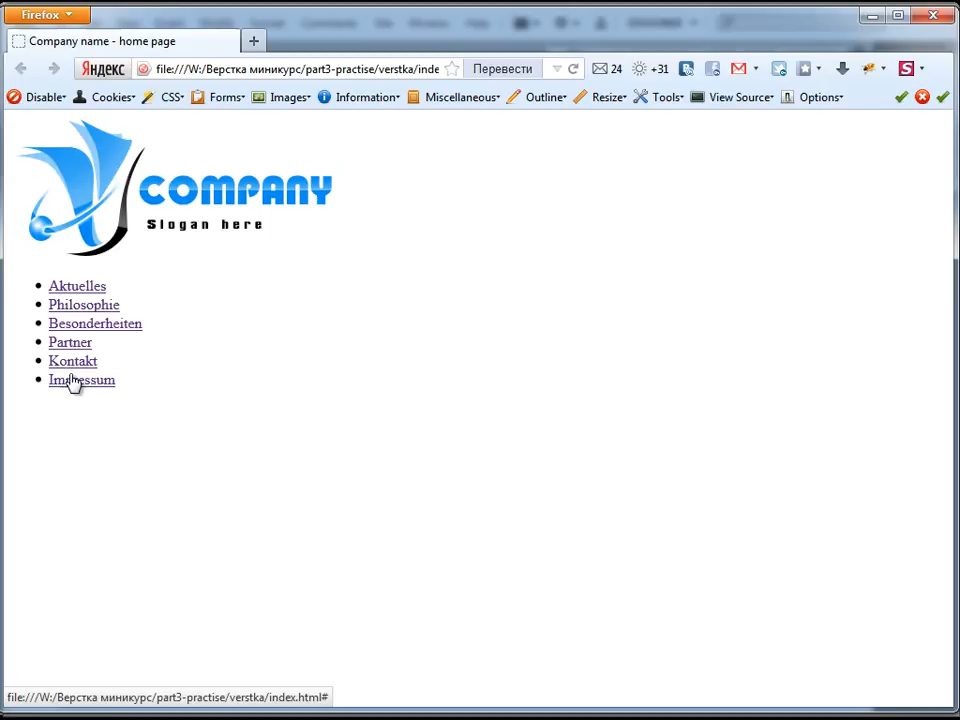 Firefox
Company name - home page
Яндекс file:///W:/Верстка миникурс/part3-practise/verstka/inde Перевести 24 +31
Disable Cookies CSS Forms Images Information Miscellaneous Outline Resize Tools View Source Options
COMPANY
Slogan here
Aktuelles
Philosophie
Besonderheiten
Partner
Kontakt
Impressum
file:///W:/Верстка миникурс/part3-practise/verstka/index.html#